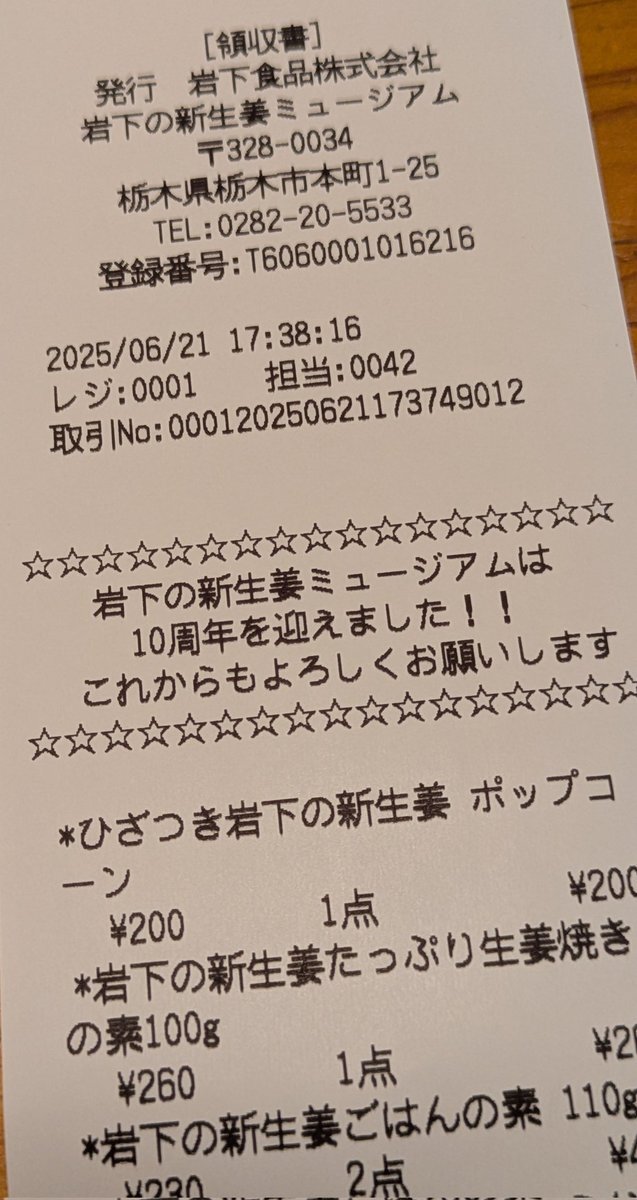 [領収書]
発行　岩下食品株式会社
岩下の新生姜ミュージアム
〒328-0034
栃木県栃木市本町1-25
TEL:0282-20-5533
登録番号:T6060001016216
2025/06/21 17:38:16
レジ:0001　担当:0042
取引No:00012025062117374901​2
☆☆☆☆☆☆☆☆☆☆☆☆☆☆☆☆☆
岩下の新生姜ミュージアムは
10周年を迎えました！！
これからもよろしくお願いします
☆☆☆☆☆☆☆☆☆☆☆☆☆☆☆☆☆
*ひざつき岩下の新生姜 ポップコ
ーン
¥200 1点 ¥200
*岩下の新生姜たっぷり生姜焼き
の素100g
¥260 1点
*岩下の新生姜ごはんの素 110g
¥230 2点